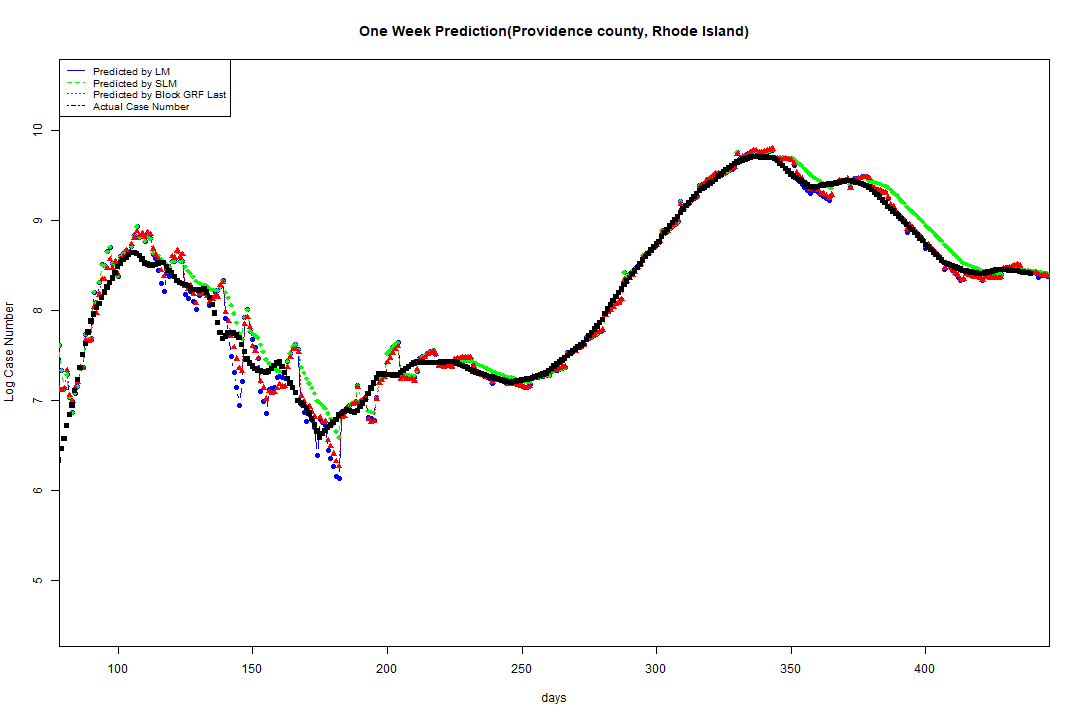 One Week Prediction(Providence county, Rhode Island)
Predicted by LM
Predicted by SLM
Predicted by Block GRF Last
Actual Case Number
Log Case Number
10
9
8
7
6
5
100 150 200 250 300 350 400
days